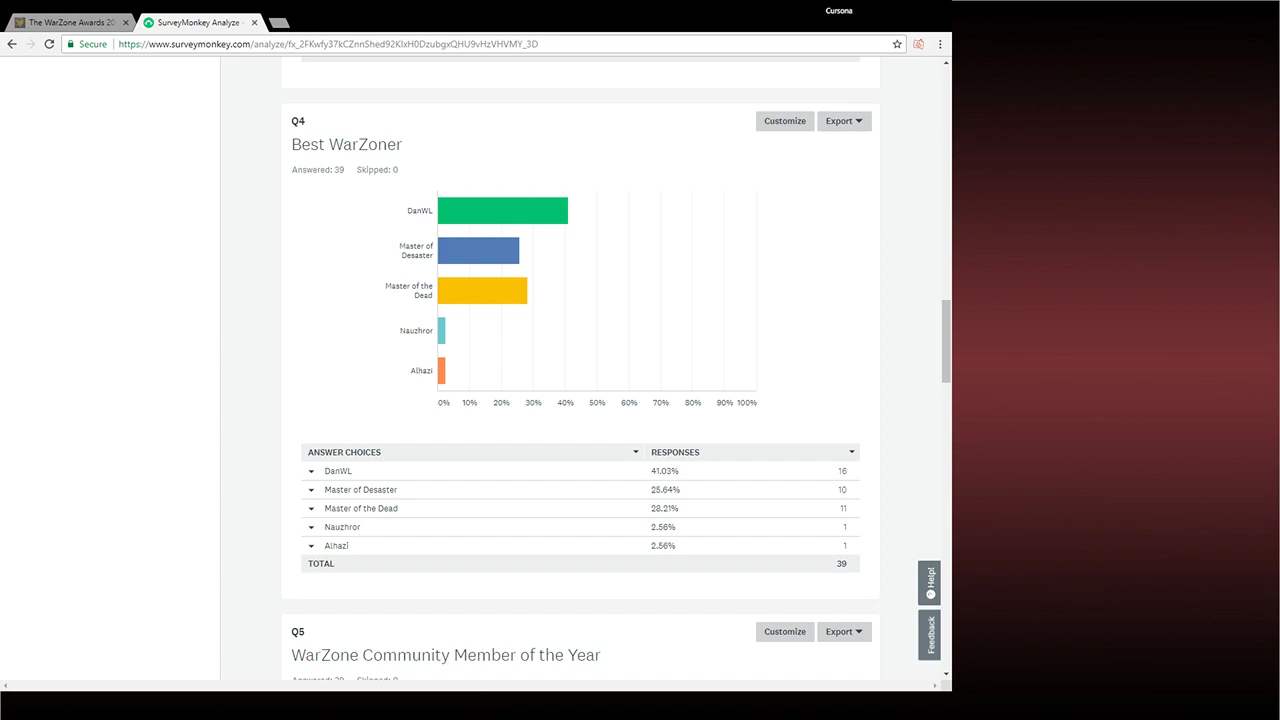 Cursona
The WarZone Awards 20
SurveyMonkey Analyze -
Secure
https://www.surveymonkey.com/analyze/fx_2FKwfy37kCZnnShed92KIxH0DzubgxQHU9vHzVHVMY_3D
Q4
Customize
Export
Best WarZoner
Answered: 39 Skipped: 0
DanWL
Master of
Desaster
Master of the
Dead
Nauzhror
Alhazi
0% 10% 20% 30% 40% 50% 60% 70% 80% 90% 100%
ANSWER CHOICES RESPONSES
DanWL 41.03% 16
Master of Desaster 25.64% 10
Master of the Dead 28.21% 11
Nauzhror 2.56% 1
Alhazi 2.56% 1
TOTAL 39
Help!
Feedback
Q5
Customize
Export
WarZone Community Member of the Year
Answered: 39 Skipped: 0